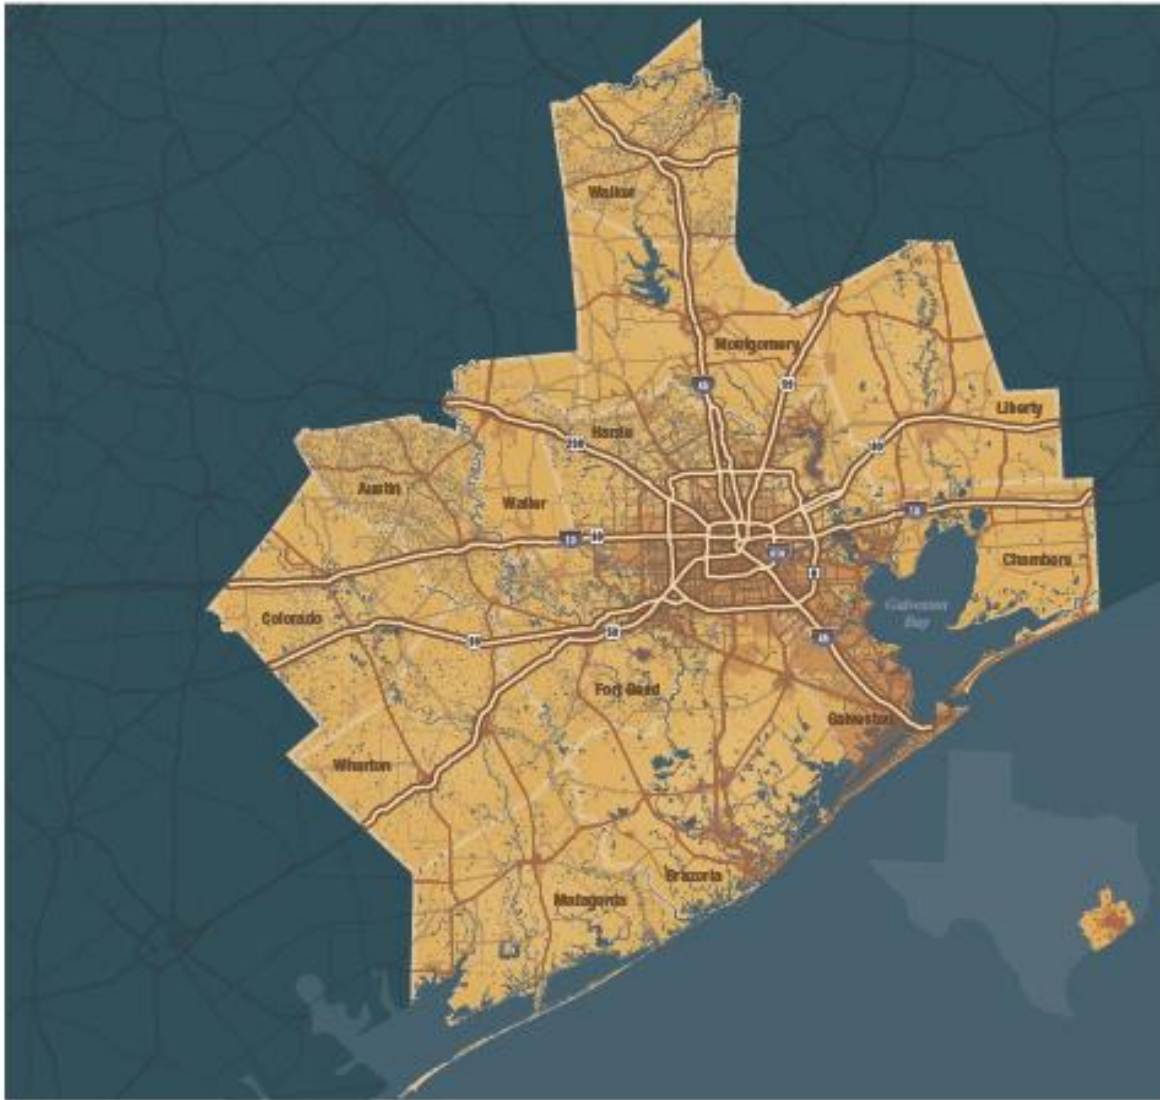 Walker
Montgomery
45
59
Liberty
Harris
290
90
Austin
Waller
10
10
Chambers
610
8
Galveston
Bay
Colorado
59
45
Fort Bend
Galveston
Wharton
Brazoria
Matagorda